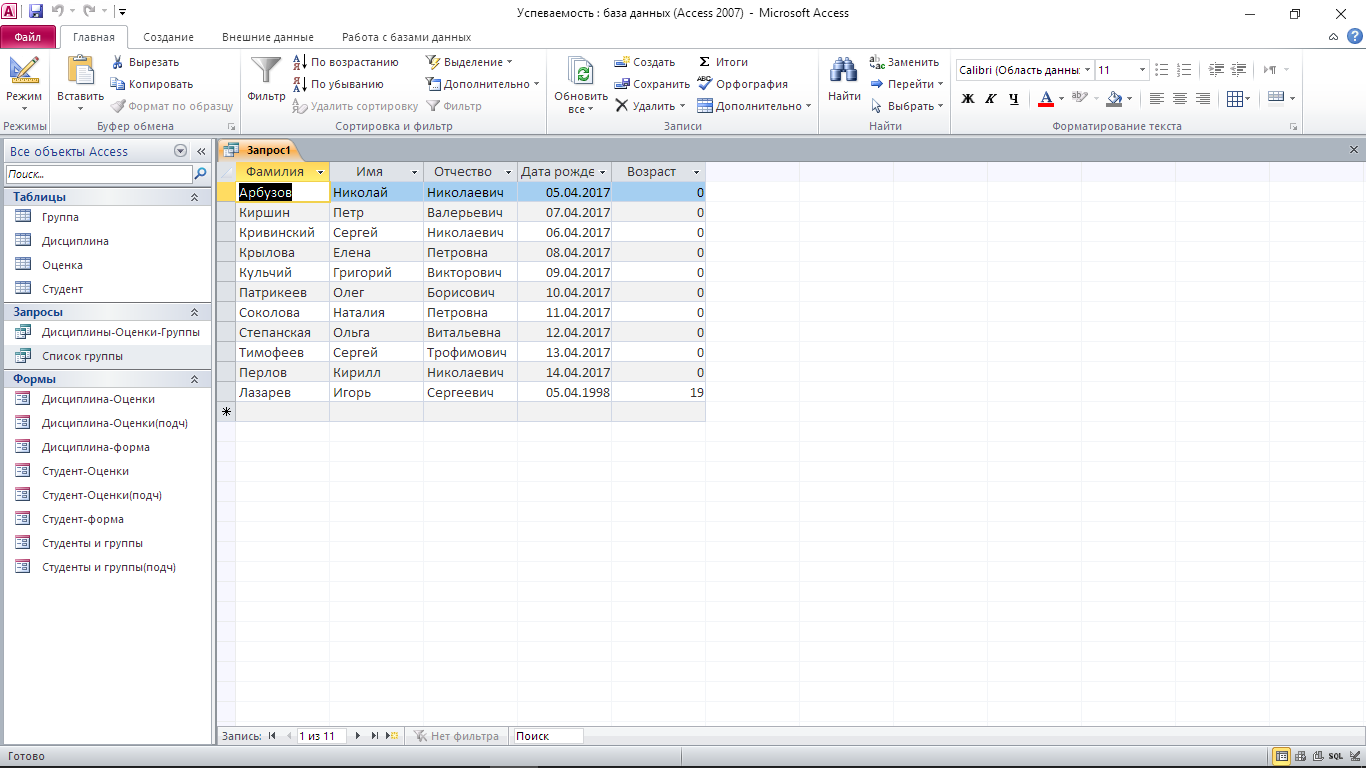 Успеваемость : база данных (Access 2007) - Microsoft Access
Файл Главная Создание Внешние данные Работа с базами данных
Режим
Режимы
Вставить
Вырезать
Копировать
Формат по образцу
Буфер обмена
Фильтр
По возрастанию
По убыванию
Удалить сортировку
Выделение
Дополнительно
Фильтр
Сортировка и фильтр
Обновить все
Создать
Сохранить
Удалить
Итоги
Орфография
Дополнительно
Записи
Найти
Заменить
Перейти
Выбрать
Найти
Calibri (Область данны: 11
Ж К Ч
Форматирование текста
Все объекты Access
Поиск...
Таблицы
Группа
Дисциплина
Оценка
Студент
Запросы
Дисциплины-Оценки-Группы
Список группы
Формы
Дисциплина-Оценки
Дисциплина-Оценки(подч)
Дисциплина-форма
Студент-Оценки
Студент-Оценки(подч)
Студент-форма
Студенты и группы
Студенты и группы(подч)
Запрос1
Фамилия Имя Отчество Дата рожде Возраст
Арбузов Николай Николаевич 05.04.2017 0
Киршин Петр Валерьевич 07.04.2017 0
Кривинский Сергей Николаевич 06.04.2017 0
Крылова Елена Петровна 08.04.2017 0
Кульчий Григорий Викторович 09.04.2017 0
Патрикеев Олег Борисович 10.04.2017 0
Соколова Наталия Петровна 11.04.2017 0
Степанская Ольга Витальевна 12.04.2017 0
Тимофеев Сергей Трофимович 13.04.2017 0
Перлов Кирилл Николаевич 14.04.2017 0
Лазарев Игорь Сергеевич 05.04.1998 19
Запись: 1 из 11 Нет фильтра Поиск
Готово
SQL